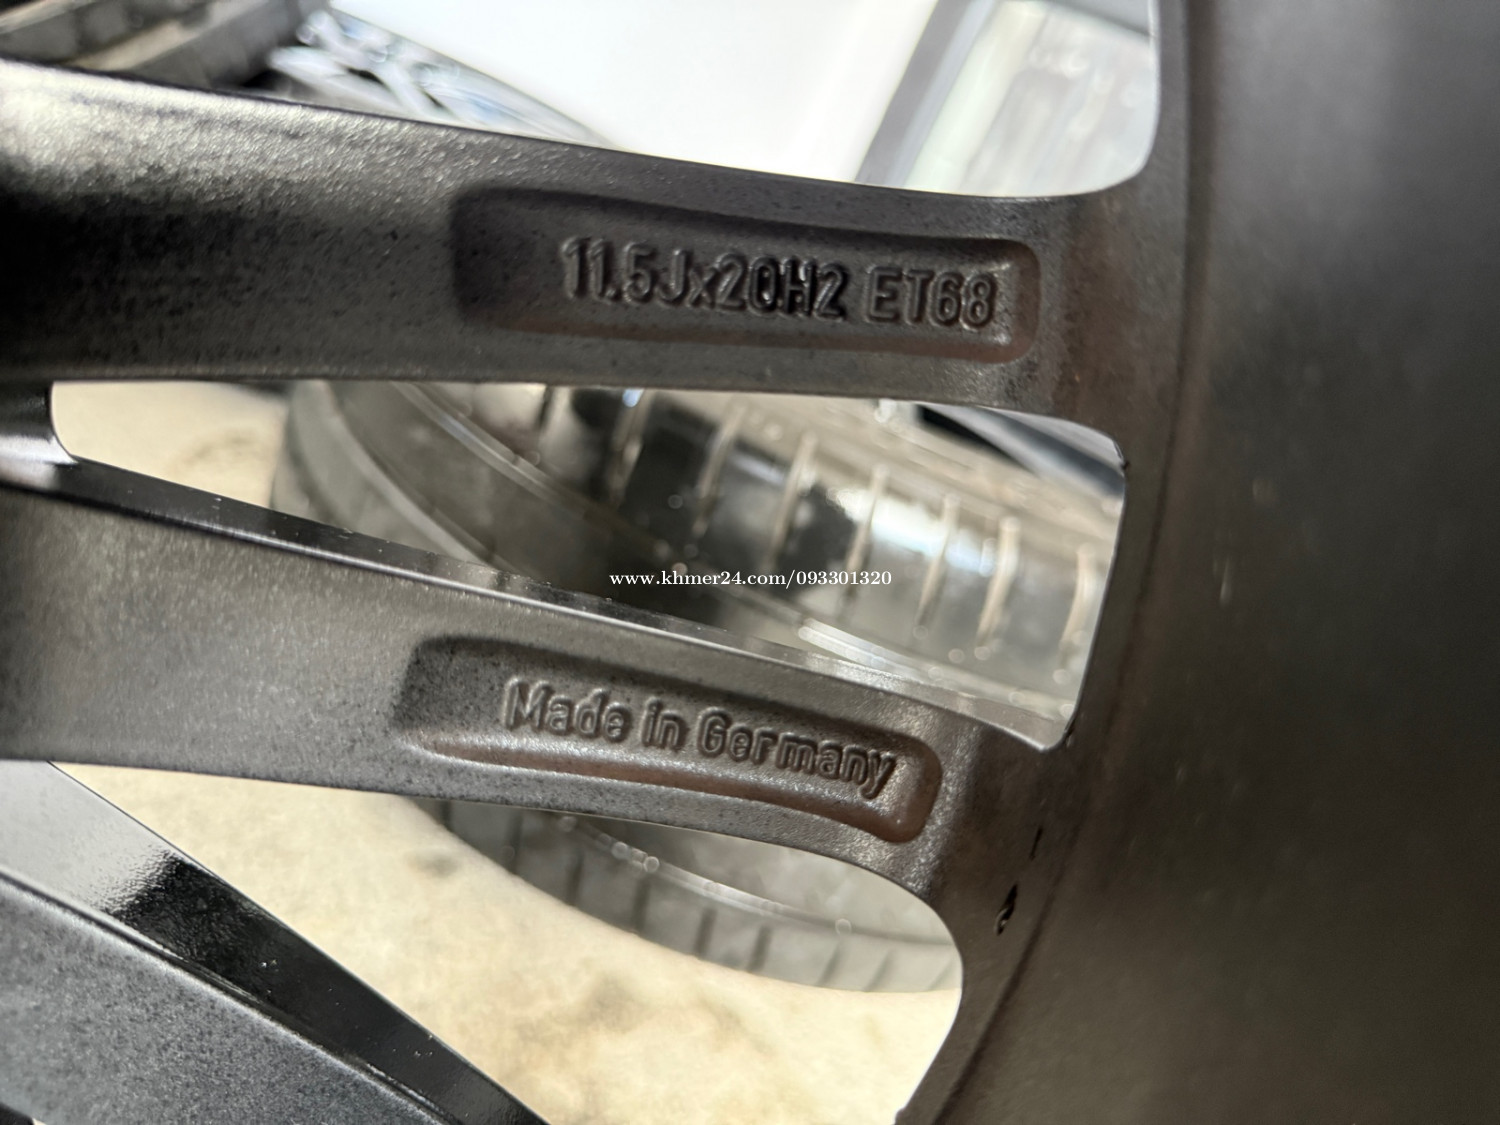 11.5Jx20H2 ET68
www.khmer24.com/093301320
Made in Germany